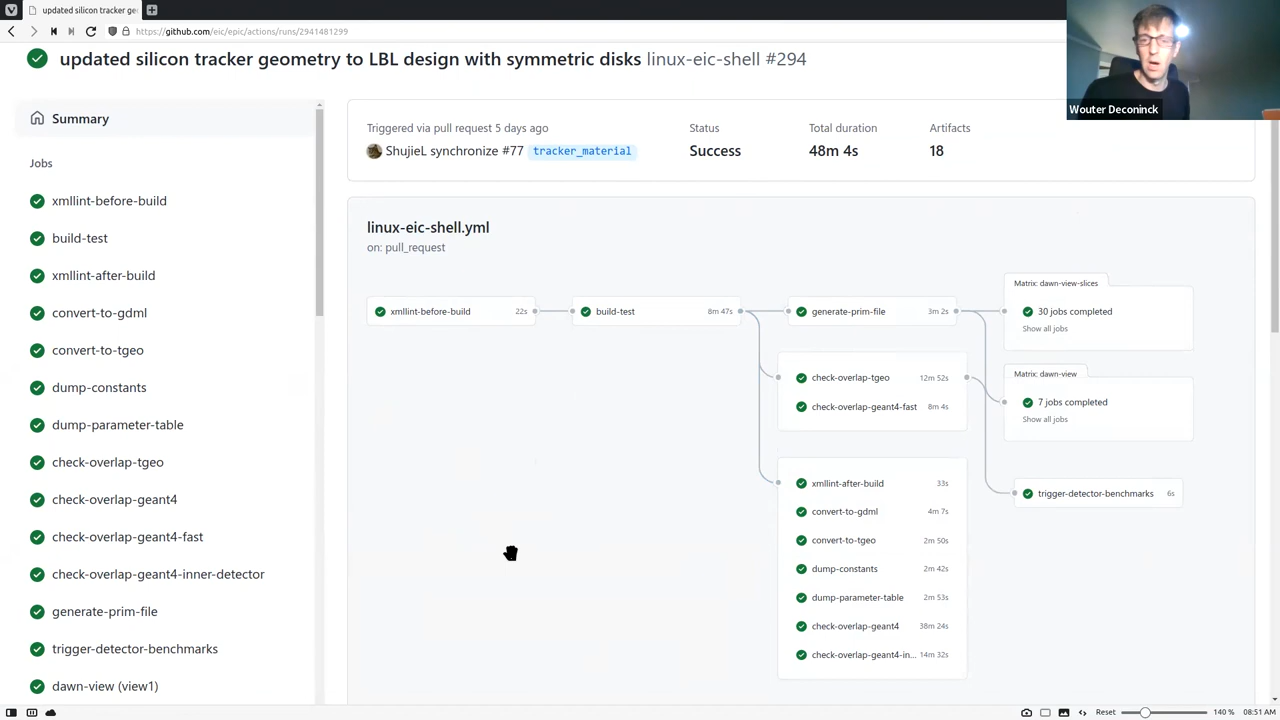 updated silicon tracker geo
https://github.com/eic/epic/actions/runs/2941481299
updated silicon tracker geometry to LBL design with symmetric disks linux-eic-shell #294
Wouter Deconinck
Summary
Jobs
xmllint-before-build
build-test
xmllint-after-build
convert-to-gdml
convert-to-tgeo
dump-constants
dump-parameter-table
check-overlap-tgeo
check-overlap-geant4
check-overlap-geant4-fast
check-overlap-geant4-inner-detector
generate-prim-file
trigger-detector-benchmarks
dawn-view (view1)
Triggered via pull request 5 days ago
ShujieL synchronize #77 tracker_material
Status
Success
Total duration
48m 4s
Artifacts
18
linux-eic-shell.yml
on: pull_request
xmllint-before-build 22s
build-test 8m 47s
generate-prim-file 3m 2s
check-overlap-tgeo 12m 52s
check-overlap-geant4-fast 8m 4s
xmllint-after-build 33s
convert-to-gdml 4m 7s
convert-to-tgeo 2m 50s
dump-constants 2m 42s
dump-parameter-table 2m 53s
check-overlap-geant4 38m 24s
check-overlap-geant4-in... 14m 32s
Matrix: dawn-view-slices
30 jobs completed
Show all jobs
Matrix: dawn-view
7 jobs completed
Show all jobs
trigger-detector-benchmarks 6s
Reset 140 % 08:51 AM